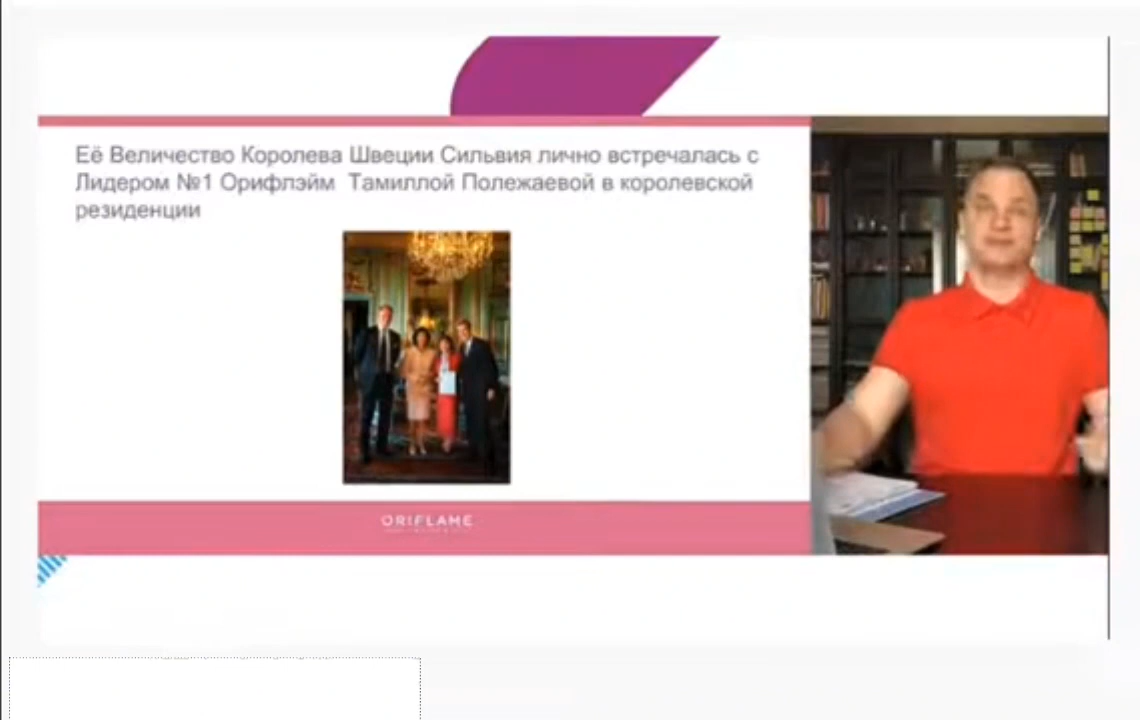 Её Величество Королева Швеции Сильвия лично встречалась с
Лидером №1 Орифлэйм Тамиллой Полежаевой в королевской
резиденции
ORIFLAME